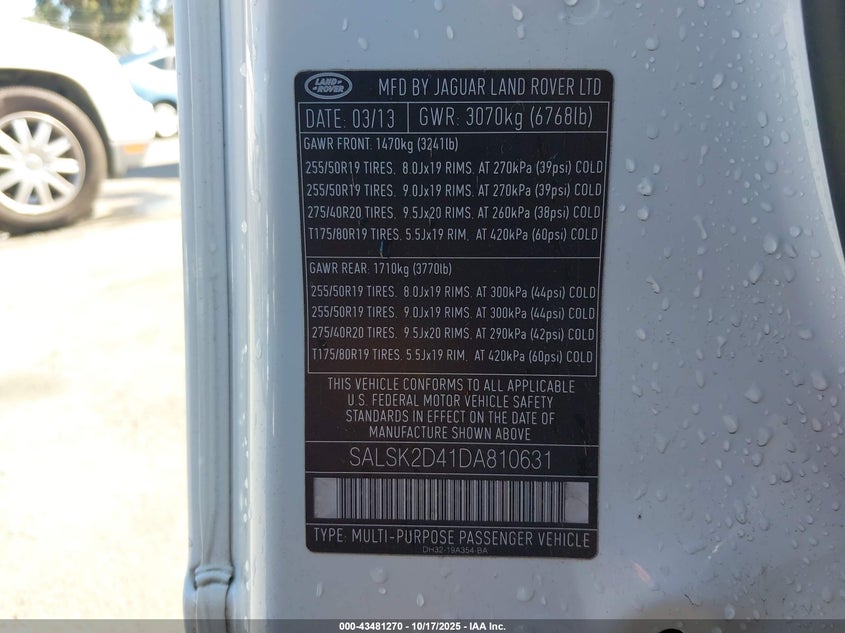 LAND ROVER
MFD BY JAGUAR LAND ROVER LTD
DATE: 03/13 GWR: 3070kg (6768lb)
GAWR FRONT: 1470kg (3241lb)
255/50R19 TIRES, 8.0Jx19 RIMS, AT 270kPa (39psi) COLD
255/50R19 TIRES, 9.0Jx19 RIMS, AT 270kPa (39psi) COLD
275/40R20 TIRES, 9.5Jx20 RIMS, AT 260kPa (38psi) COLD
T175/80R19 TIRES, 5.5Jx19 RIM, AT 420kPa (60psi) COLD
GAWR REAR: 1710kg (3770lb)
255/50R19 TIRES, 8.0Jx19 RIMS, AT 300kPa (44psi) COLD
255/50R19 TIRES, 9.0Jx19 RIMS, AT 300kPa (44psi) COLD
275/40R20 TIRES, 9.5Jx20 RIMS, AT 290kPa (42psi) COLD
T175/80R19 TIRES, 5.5Jx19 RIM, AT 420kPa (60psi) COLD
THIS VEHICLE CONFORMS TO ALL APPLICABLE
U.S. FEDERAL MOTOR VEHICLE SAFETY
STANDARDS IN EFFECT ON THE DATE OF
MANUFACTURE SHOWN ABOVE
SALSK2D41DA810631
TYPE: MULTI-PURPOSE PASSENGER VEHICLE
DH32-19A354-BA
000-43481270 - 10/17/2025 - IAA Inc.